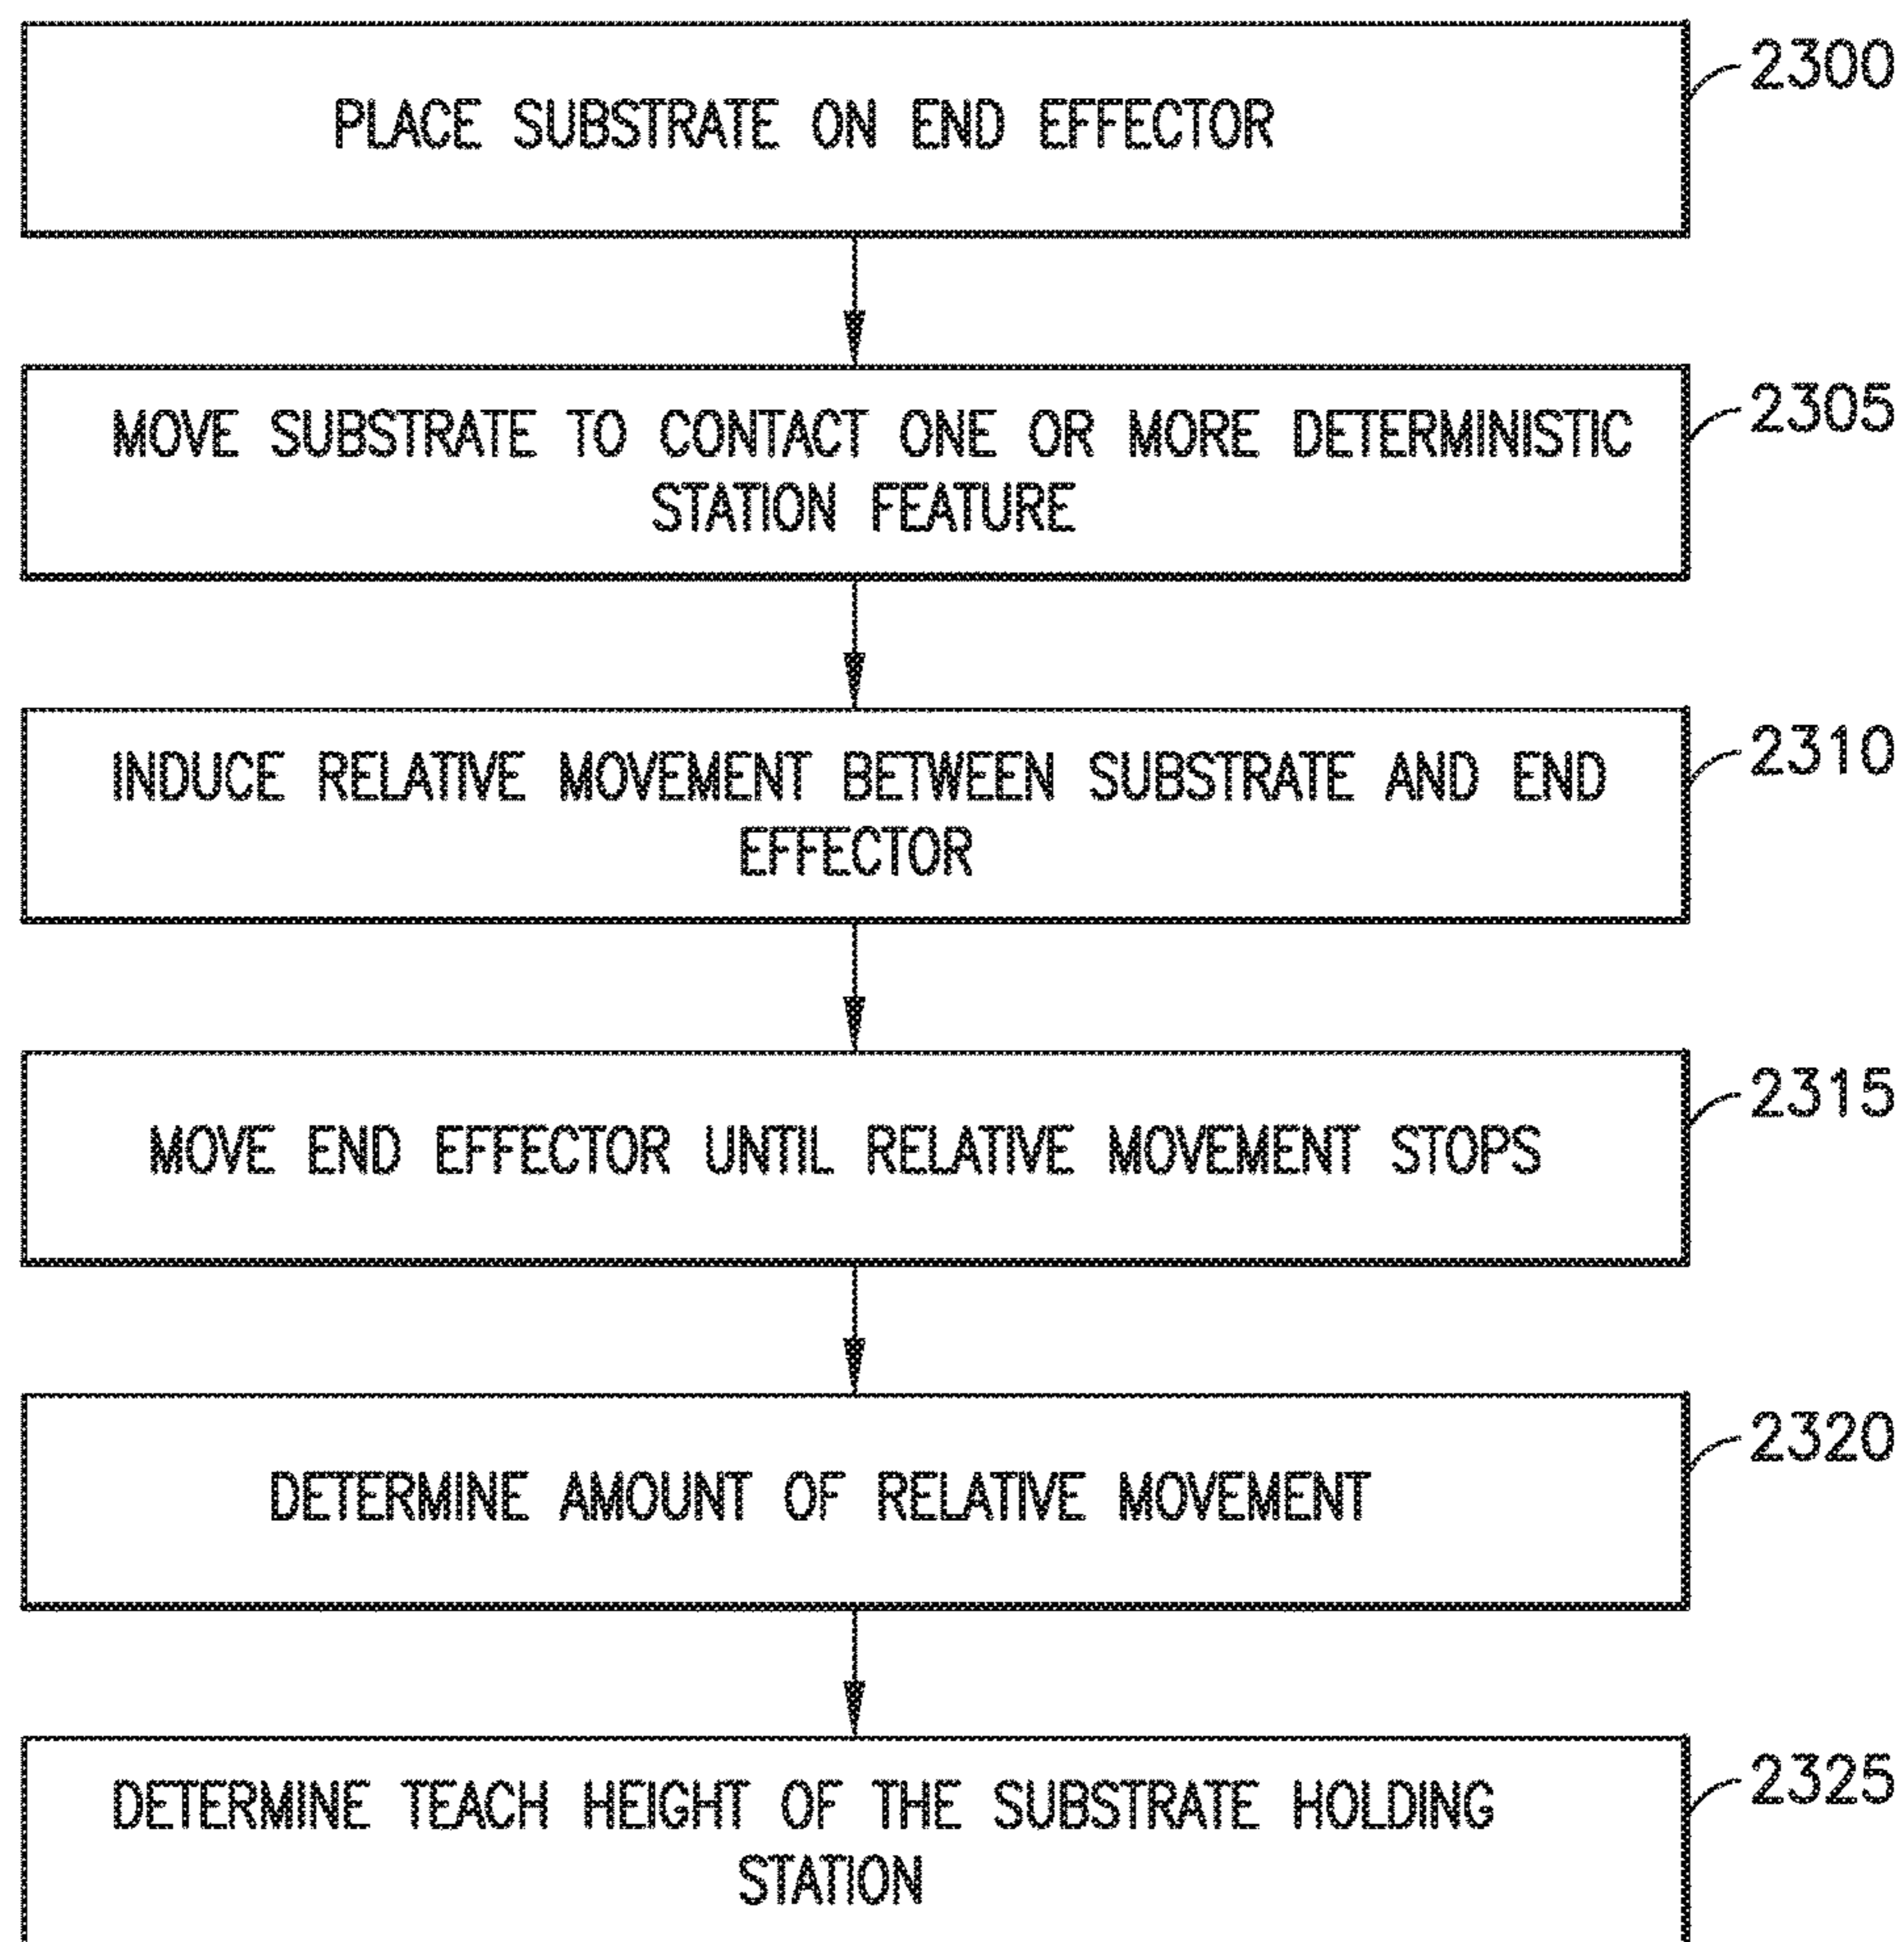 PLACE SUBSTRATE ON END EFFECTOR
2300
MOVE SUBSTRATE TO CONTACT ONE OR MORE DETERMINISTIC
STATION FEATURE
2305
INDUCE RELATIVE MOVEMENT BETWEEN SUBSTRATE AND END
EFFECTOR
2310
MOVE END EFFECTOR UNTIL RELATIVE MOVEMENT STOPS
2315
DETERMINE AMOUNT OF RELATIVE MOVEMENT
2320
DETERMINE TEACH HEIGHT OF THE SUBSTRATE HOLDING
STATION
2325